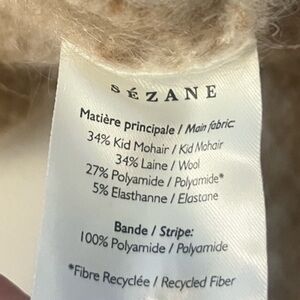 SÉZANE
Matière principale / Main fabric:
34% Kid Mohair / Kid Mohair
34% Laine / Wool
27% Polyamide / Polyamide*
5% Elasthanne / Elastane
Bande / Stripe:
100% Polyamide / Polyamide
*Fibre Recyclée / Recycled Fiber